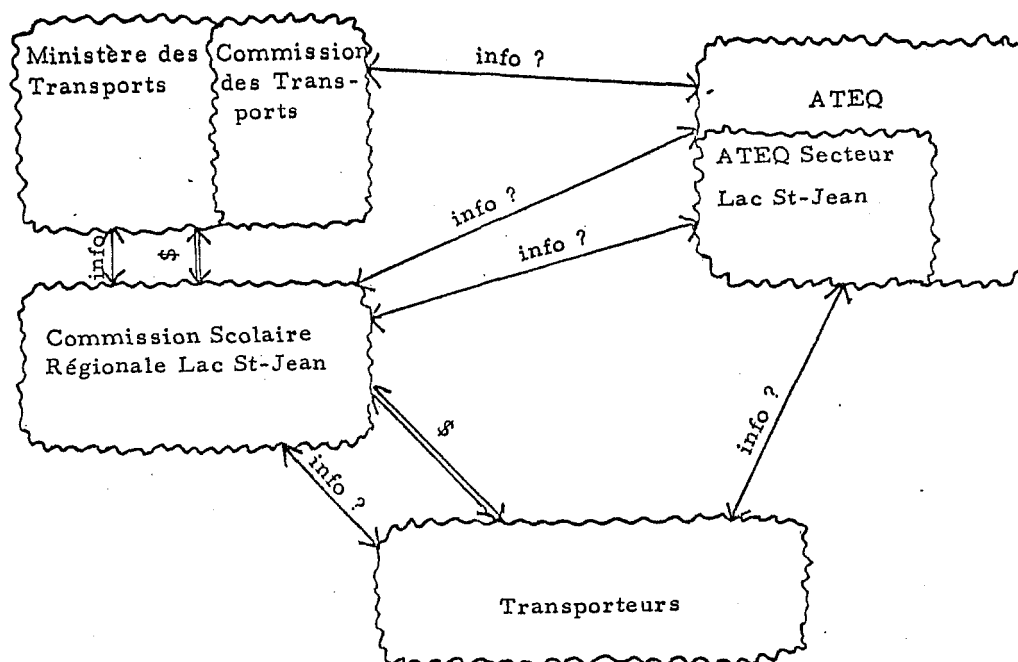 Ministère des
Transports
Commission
des Trans-
ports
info ?
ATEQ
ATEQ Secteur
Lac St-Jean
info ?
info ?
info
$
Commission Scolaire
Régionale Lac St-Jean
$
info ?
info ?
Transporteurs